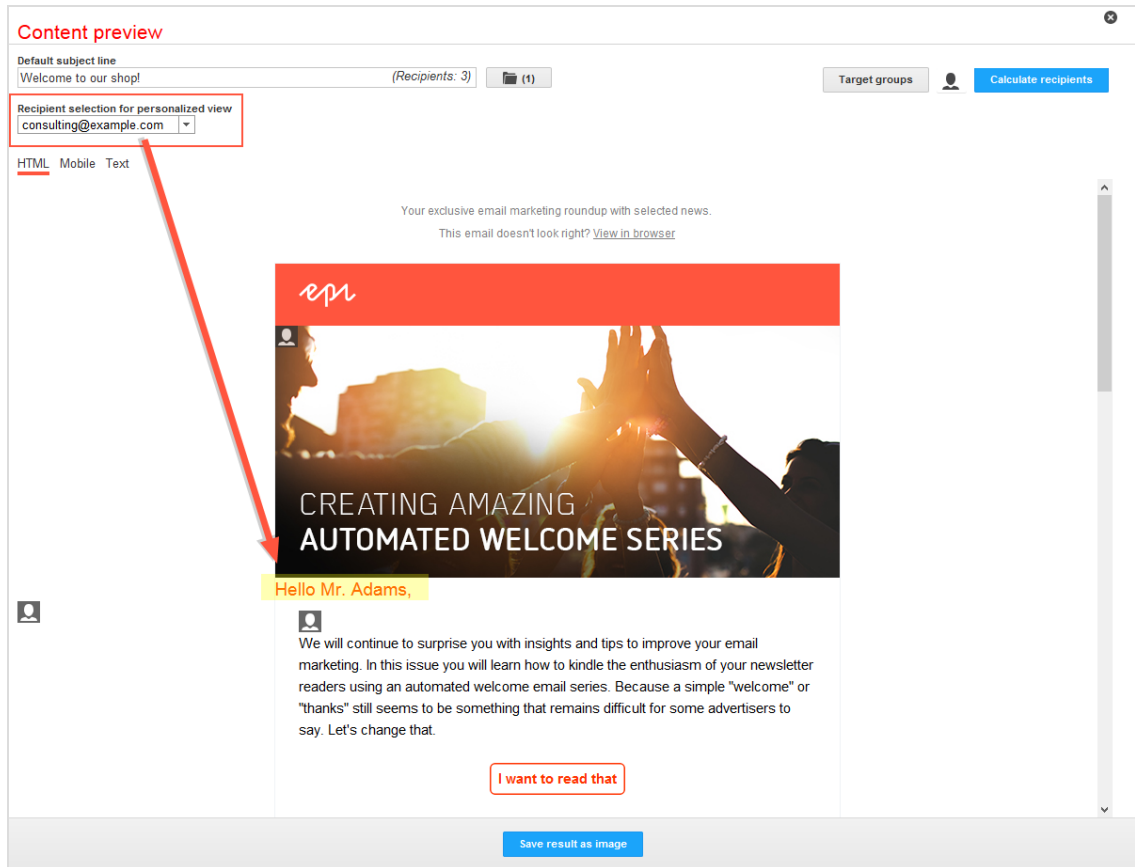 Content preview
Default subject line
Welcome to our shop!
(Recipients: 3)
(1)
Target groups
Calculate recipients
Recipient selection for personalized view
consulting@example.com
HTML Mobile Text
Your exclusive email marketing roundup with selected news.
This email doesn't look right? View in browser
epi
CREATING AMAZING
AUTOMATED WELCOME SERIES
Hello Mr. Adams,
We will continue to surprise you with insights and tips to improve your email
marketing. In this issue you will learn how to kindle the enthusiasm of your newsletter
readers using an automated welcome email series. Because a simple "welcome" or
"thanks" still seems to be something that remains difficult for some advertisers to
say. Let's change that.
I want to read that
Save result as image